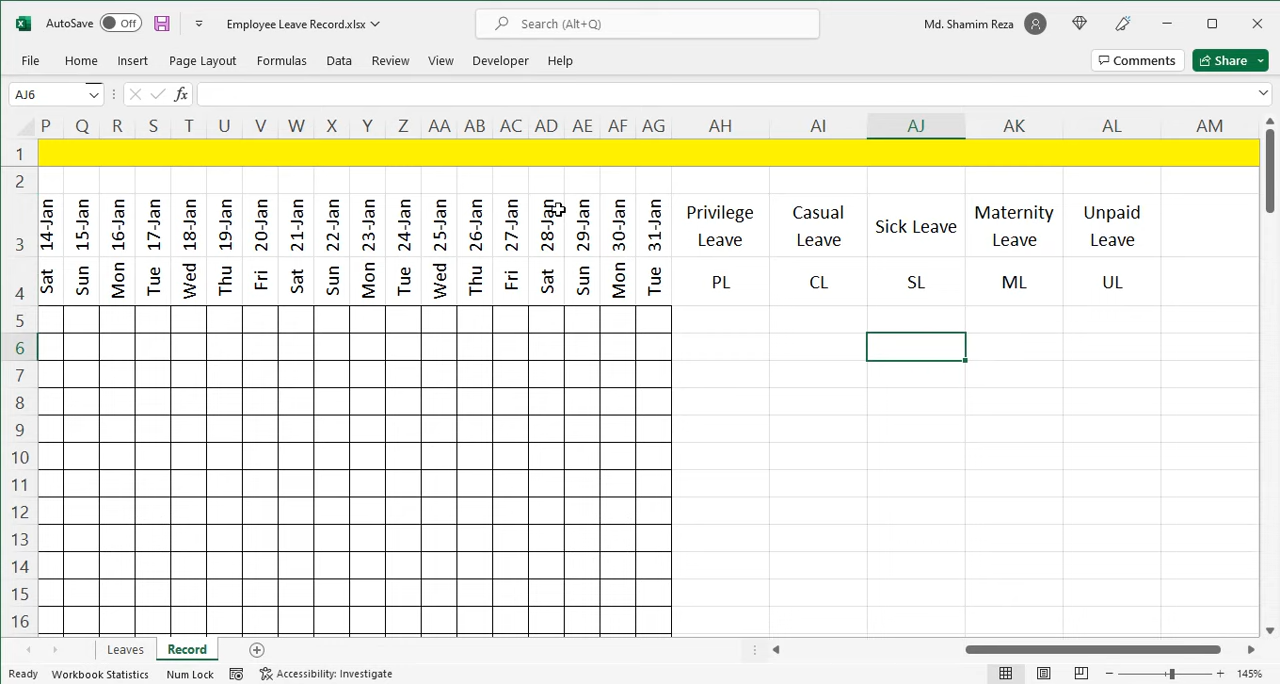 AutoSave Off Employee Leave Record.xlsx Search (Alt+Q) Md. Shamim Reza
File Home Insert Page Layout Formulas Data Review View Developer Help Comments Share
AJ6 fx
P Q R S T U V W X Y Z AA AB AC AD AE AF AG AH AI AJ AK AL AM
1
2
3 14-Jan 15-Jan 16-Jan 17-Jan 18-Jan 19-Jan 20-Jan 21-Jan 22-Jan 23-Jan 24-Jan 25-Jan 26-Jan 27-Jan 28-Jan 29-Jan 30-Jan 31-Jan Privilege Leave Casual Leave Sick Leave Maternity Leave Unpaid Leave
4 Sat Sun Mon Tue Wed Thu Fri Sat Sun Mon Tue Wed Thu Fri Sat Sun Mon Tue PL CL SL ML UL
5
6
7
8
9
10
11
12
13
14
15
16
Leaves Record
Ready Workbook Statistics Num Lock Accessibility: Investigate 145%